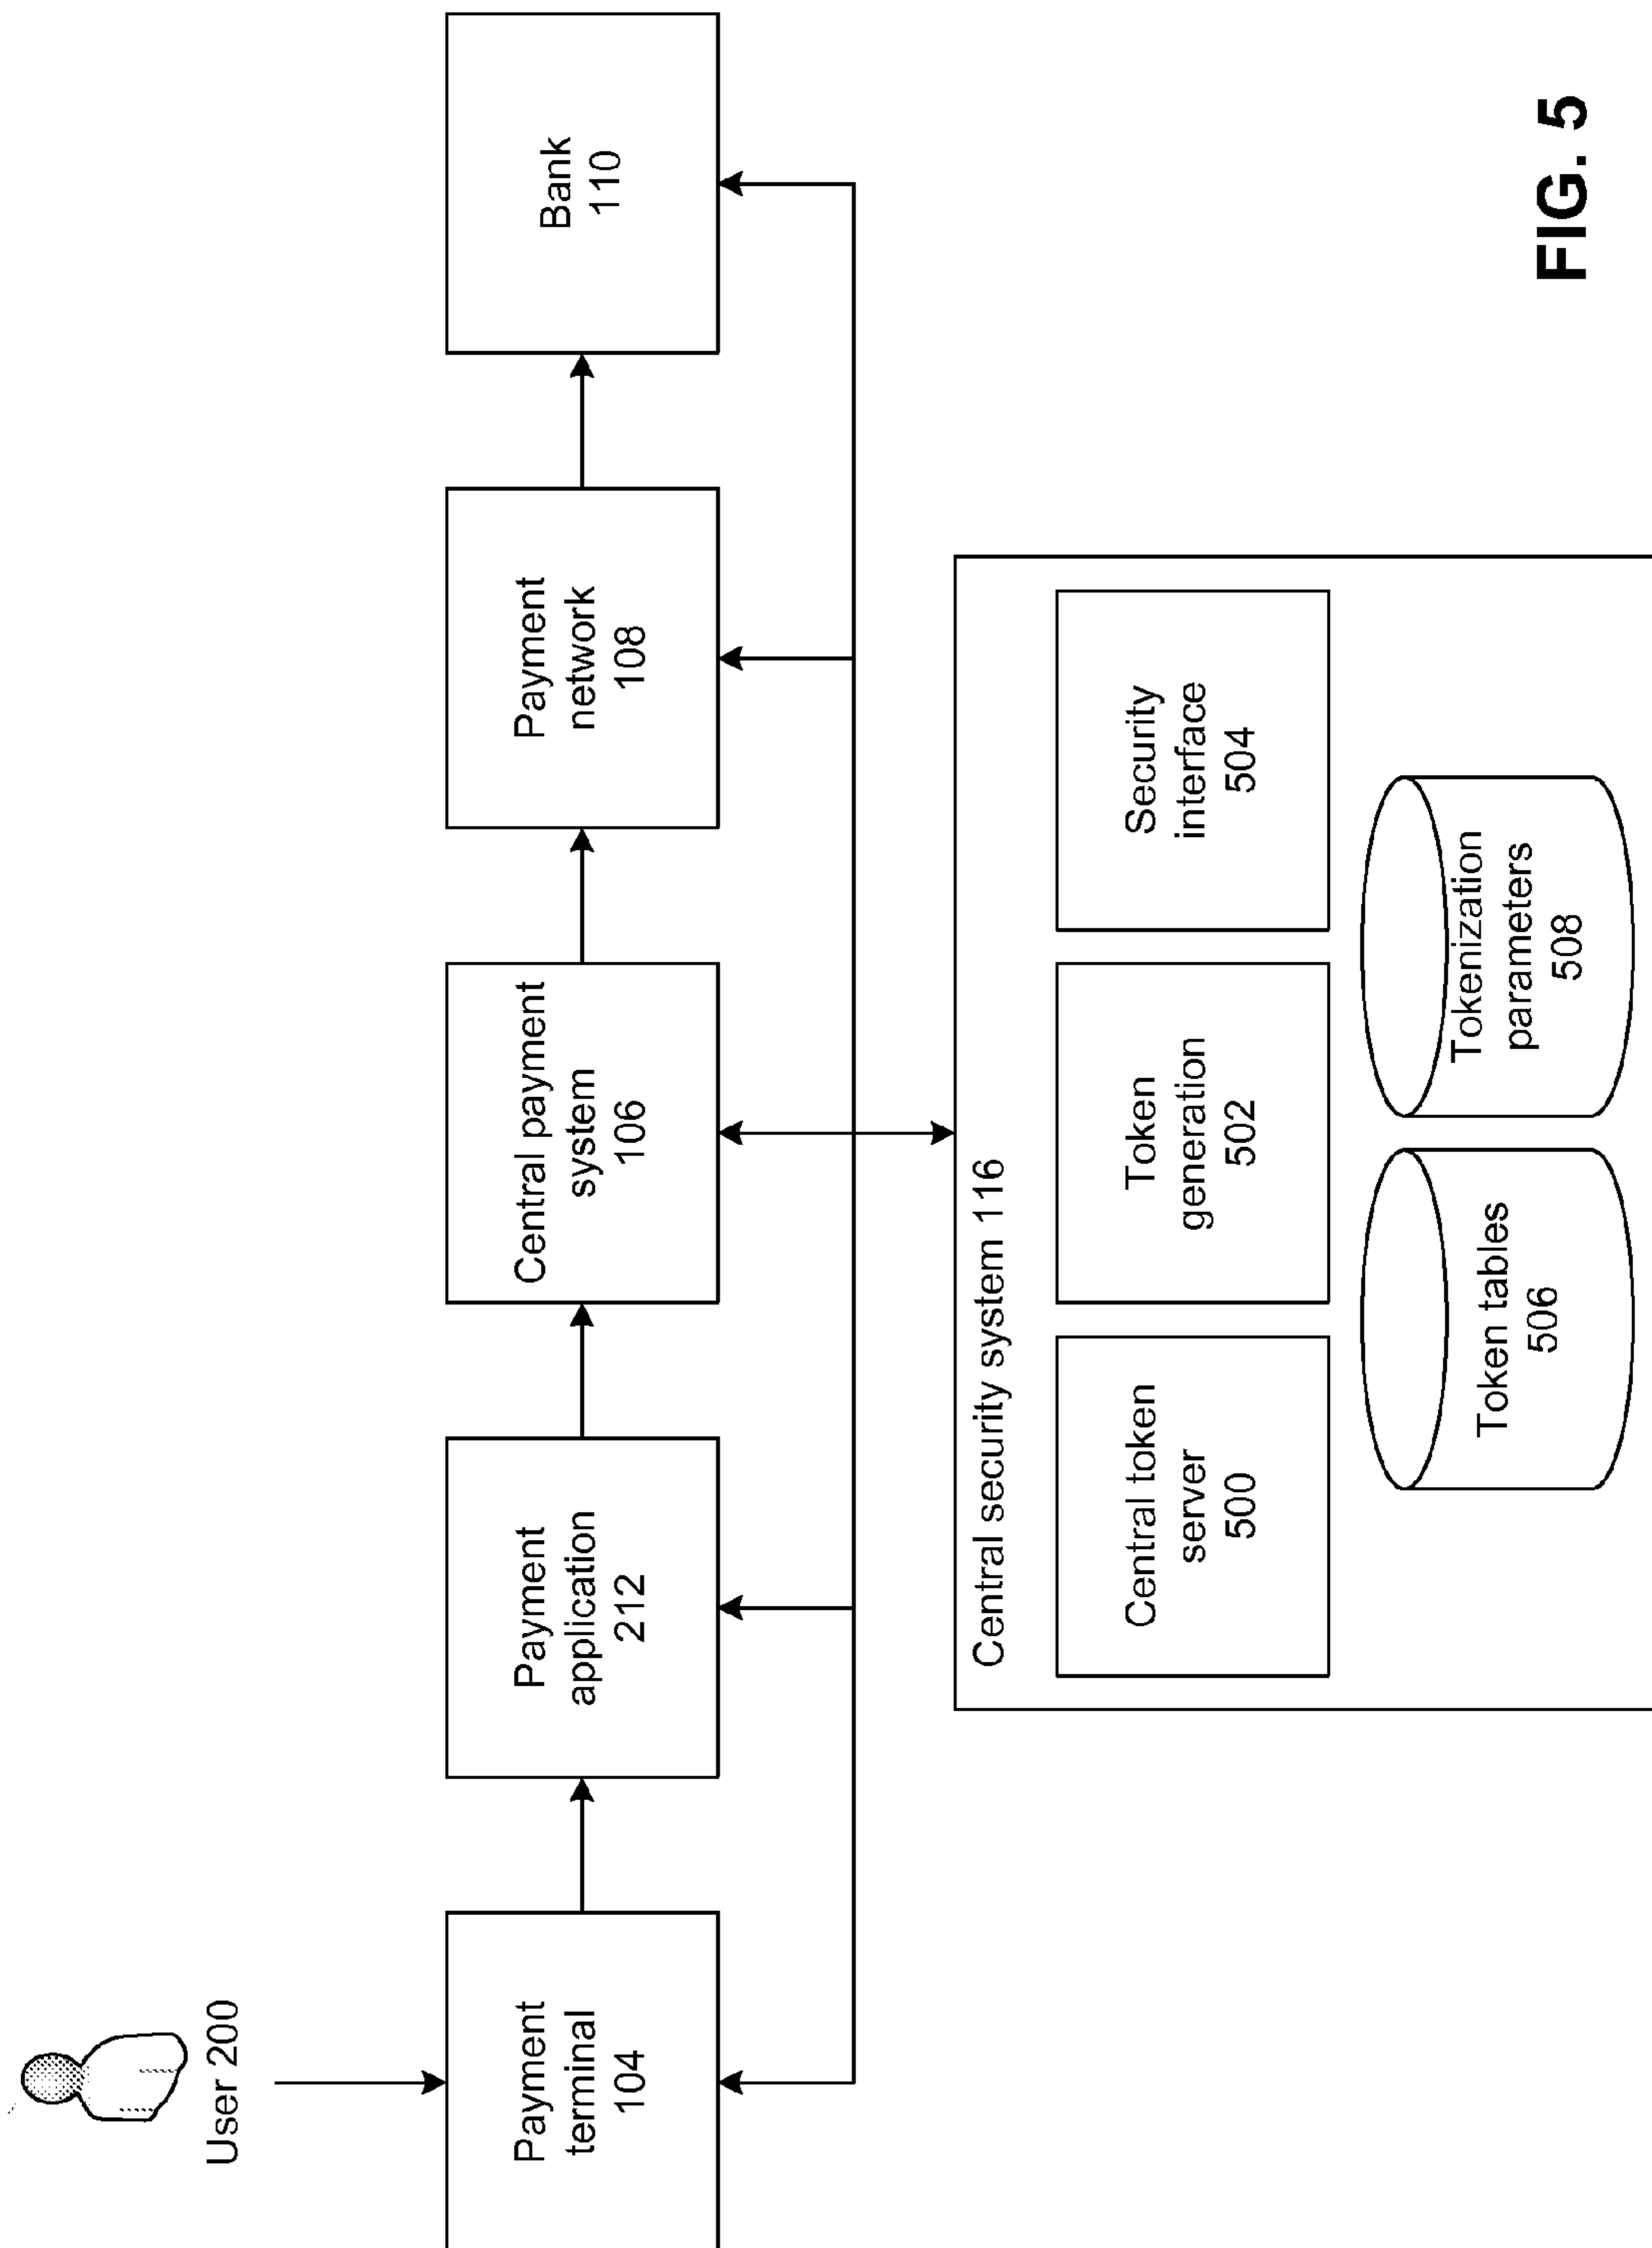 User 200
Payment
terminal
104
Payment
application
212
Central payment
system
106
Payment
network
108
Bank
110
Central security system 116
Central token
server
500
Token
generation
502
Security
interface
504
Token tables
506
Tokenization
parameters
508
FIG. 5